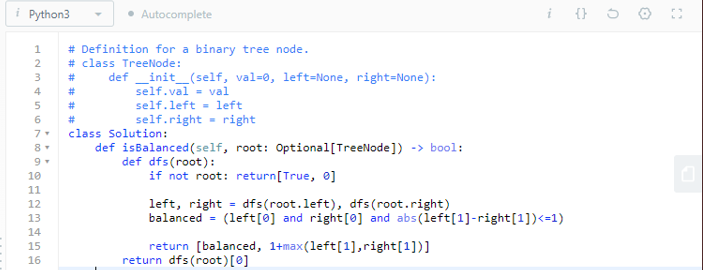 i Python3 Autocomplete i {}
1 # Definition for a binary tree node.
2 # class TreeNode:
3 #     def __init__(self, val=0, left=None, right=None):
4 #         self.val = val
5 #         self.left = left
6 #         self.right = right
7 class Solution:
8     def isBalanced(self, root: Optional[TreeNode]) -> bool:
9         def dfs(root):
10             if not root: return[True, 0]
11
12             left, right = dfs(root.left), dfs(root.right)
13             balanced = (left[0] and right[0] and abs(left[1]-right[1])<=1)
14
15             return [balanced, 1+max(left[1],right[1])]
16         return dfs(root)[0]